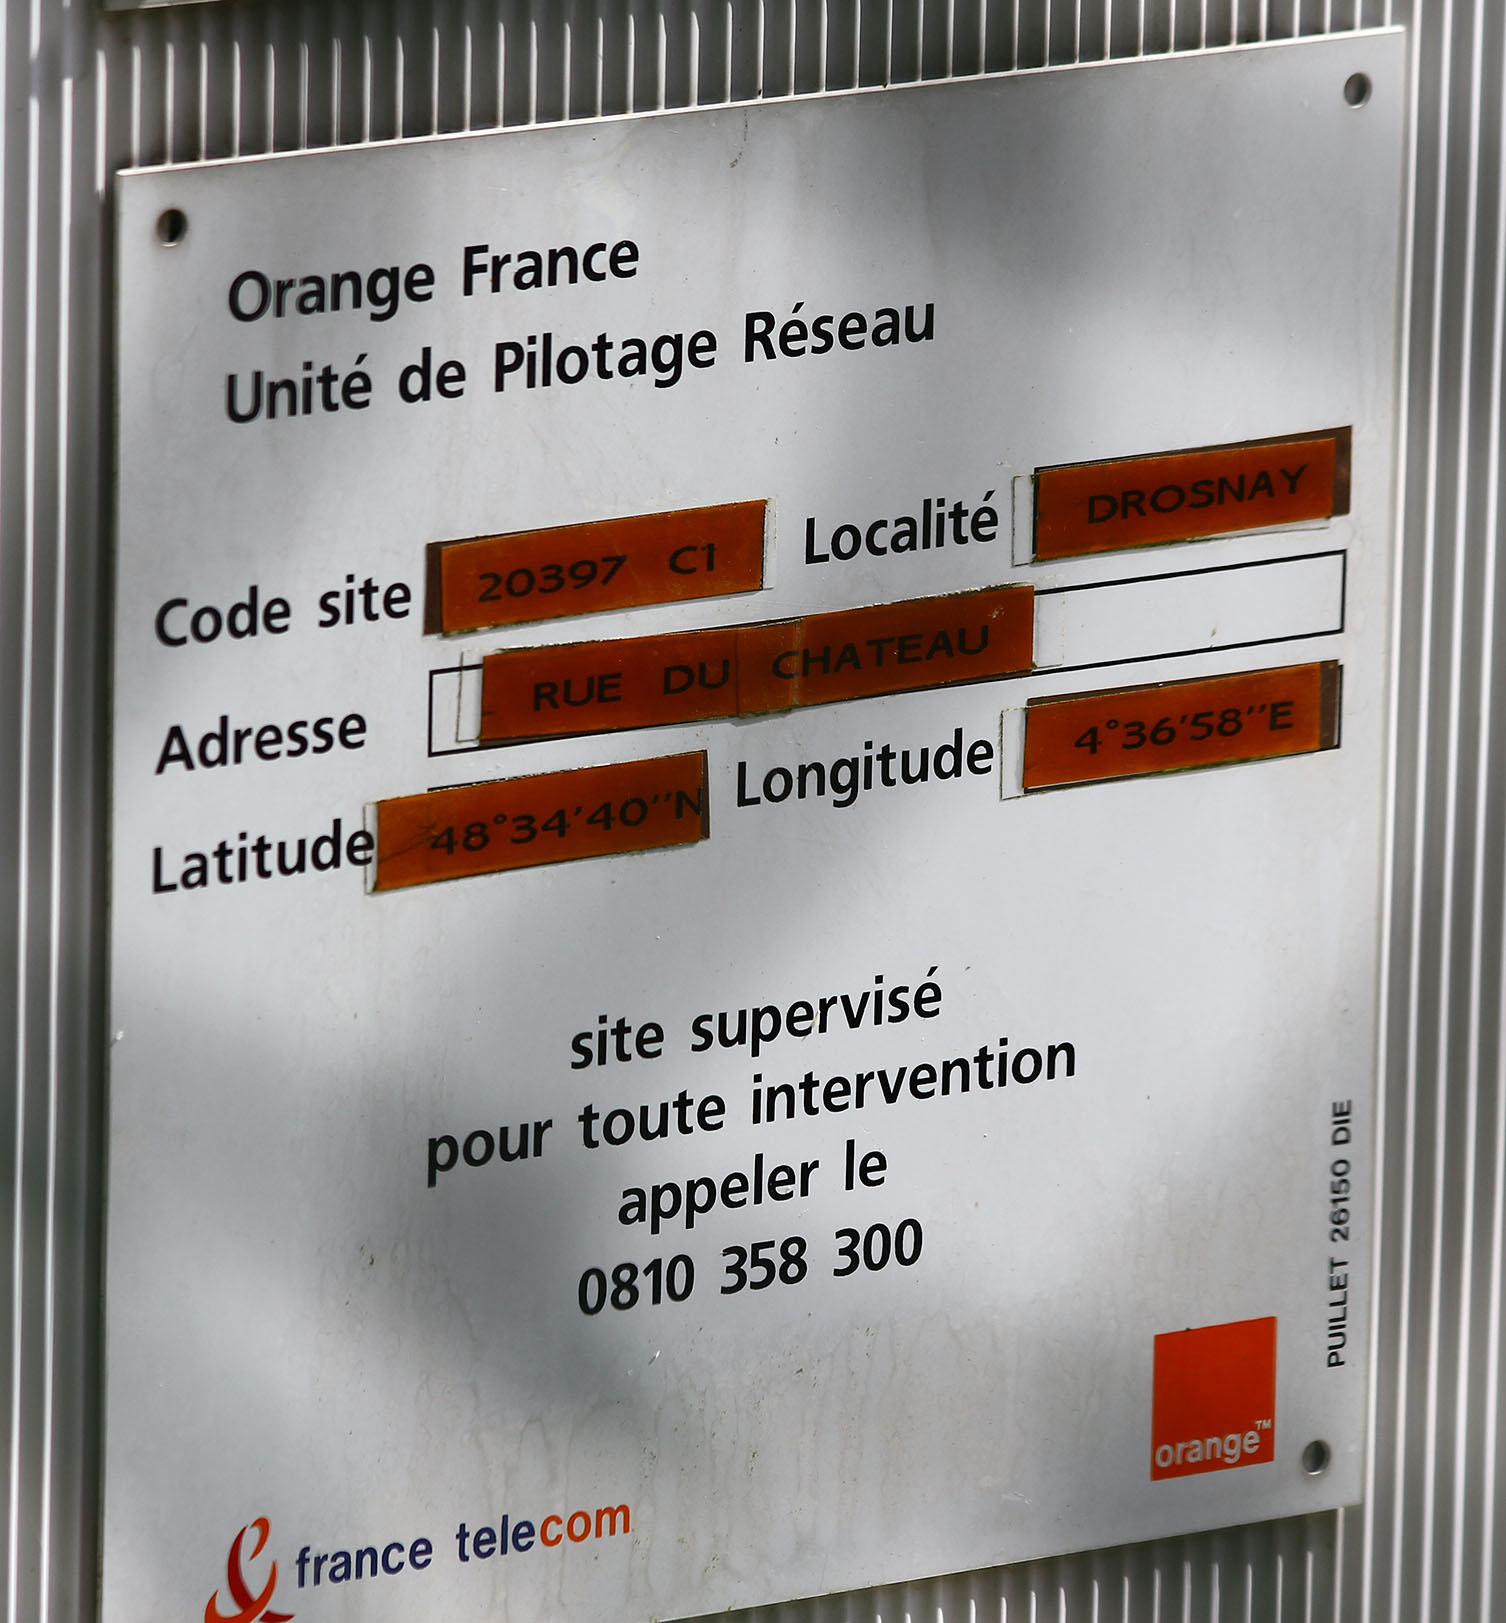 Orange France
Unité de Pilotage Réseau
Code site 20397 C1 Localité DROSNAY
Adresse RUE DU CHATEAU
Latitude 48°34'40''N Longitude 4°36'58''E
site supervisé
pour toute intervention
appeler le
0810 358 300
PUILLET 26150 DIE
orange™
france telecom